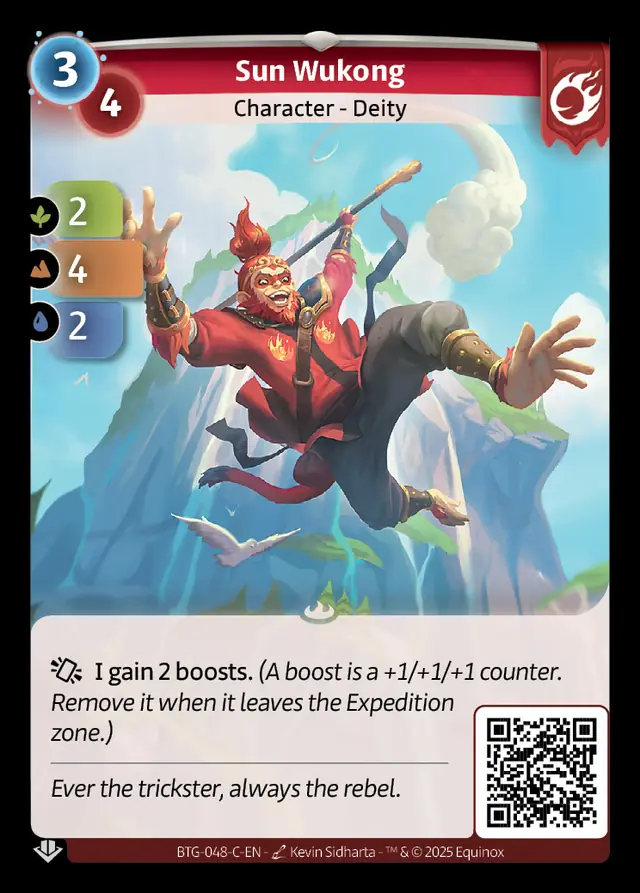 3
Sun Wukong
4
Character - Deity
2
4
2
I gain 2 boosts. (A boost is a +1/+1/+1 counter.
Remove it when it leaves the Expedition
zone.)
Ever the trickster, always the rebel.
BTG-048-C-EN - Kevin Sidharta - ™ & © 2025 Equinox